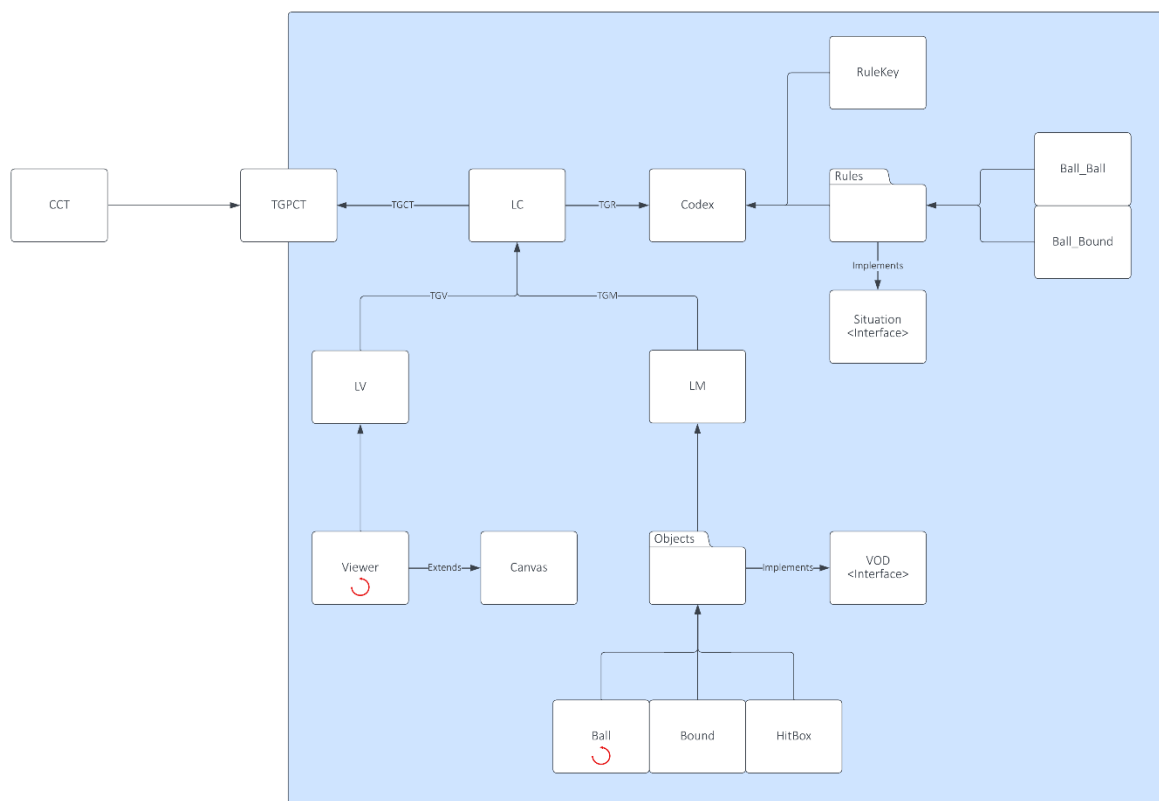 RuleKey
CCT
TGPCT
TGCT
LC
TGR
Codex
Rules
Ball_Ball
Ball_Bound
Implements
Situation
<Interface>
TGV
TGM
LV
LM
Viewer
Extends
Canvas
Objects
Implements
VOD
<Interface>
Ball
Bound
HitBox